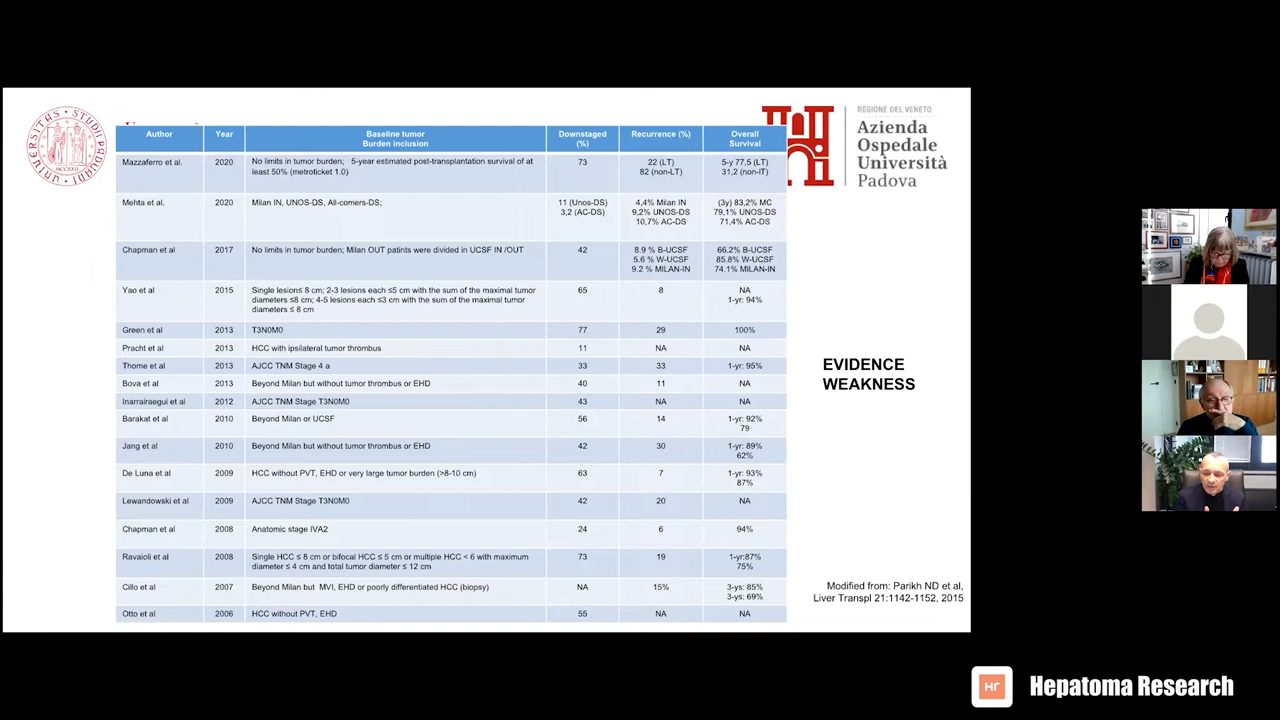 UNIVERSITAS STUDII PADUANI
REGIONE DEL VENETO
Azienda
Ospedale
Università
Padova
Author Year Baseline tumor Burden inclusion Downstaged (%) Recurrence (%) Overall Survival
Mazzaferro et al. 2020 No limits in tumor burden; 5-year estimated post-transplantation survival of at 73 22 (LT) 5-y 77,5 (LT)
least 50% (metroticket 1.0) 82 (non-LT) 31,2 (non-lT)
Mehta et al. 2020 Milan IN, UNOS-DS, All-comers-DS; 11 (Unos-DS) 4,4% Milan IN (3y) 83,2% MC
3,2 (AC-DS) 9,2% UNOS-DS 79,1% UNOS-DS
10,7% AC-DS 71,4% AC-DS
Chapman et al 2017 No limits in tumor burden; Milan OUT patints were divided in UCSF IN /OUT 42 8.9 % B-UCSF 66.2% B-UCSF
5.6 % W-UCSF 85.8% W-UCSF
9.2 % MILAN-IN 74.1% MILAN-IN
Yao et al 2015 Single lesion≤ 8 cm; 2-3 lesions each ≤5 cm with the sum of the maximal tumor 65 8 NA
diameters ≤8 cm; 4-5 lesions each ≤3 cm with the sum of the maximal tumor 1-yr: 94%
diameters ≤ 8 cm
Green et al 2013 T3N0M0 77 29 100%
Pracht et al 2013 HCC with ipsilateral tumor thrombus 11 NA NA
Thome et al 2013 AJCC TNM Stage 4 a 33 33 1-yr: 95%
Bova et al 2013 Beyond Milan but without tumor thrombus or EHD 40 11 NA
Inarrairaegui et al 2012 AJCC TNM Stage T3N0M0 43 NA NA
Barakat et al 2010 Beyond Milan or UCSF 56 14 1-yr: 92%
79
Jang et al 2010 Beyond Milan but without tumor thrombus or EHD 42 30 1-yr: 89%
62%
De Luna et al 2009 HCC without PVT, EHD or very large tumor burden (>8-10 cm) 63 7 1-yr: 93%
87%
Lewandowski et al 2009 AJCC TNM Stage T3N0M0 42 20 NA
Chapman et al 2008 Anatomic stage IVA2 24 6 94%
Ravaioli et al 2008 Single HCC ≤ 8 cm or bifocal HCC ≤ 5 cm or multiple HCC < 6 with maximum 73 19 1-yr:87%
diameter ≤ 4 cm and total tumor diameter ≤ 12 cm 75%
Cillo et al 2007 Beyond Milan but MVI, EHD or poorly differentiated HCC (biopsy) NA 15% 3-ys: 85%
3-ys: 69%
Otto et al 2006 HCC without PVT, EHD 55 NA NA
EVIDENCE
WEAKNESS
Modified from: Parikh ND et al,
Liver Transpl 21:1142-1152, 2015
Hr
Hepatoma Research